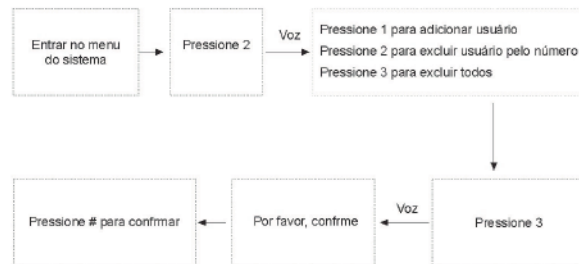 Entrar no menu
do sistema
Pressione 2
Voz
Pressione 1 para adicionar usuário
Pressione 2 para excluir usuário pelo número
Pressione 3 para excluir todos
Pressione 3
Voz
Por favor, confrme
Pressione # para confrmar